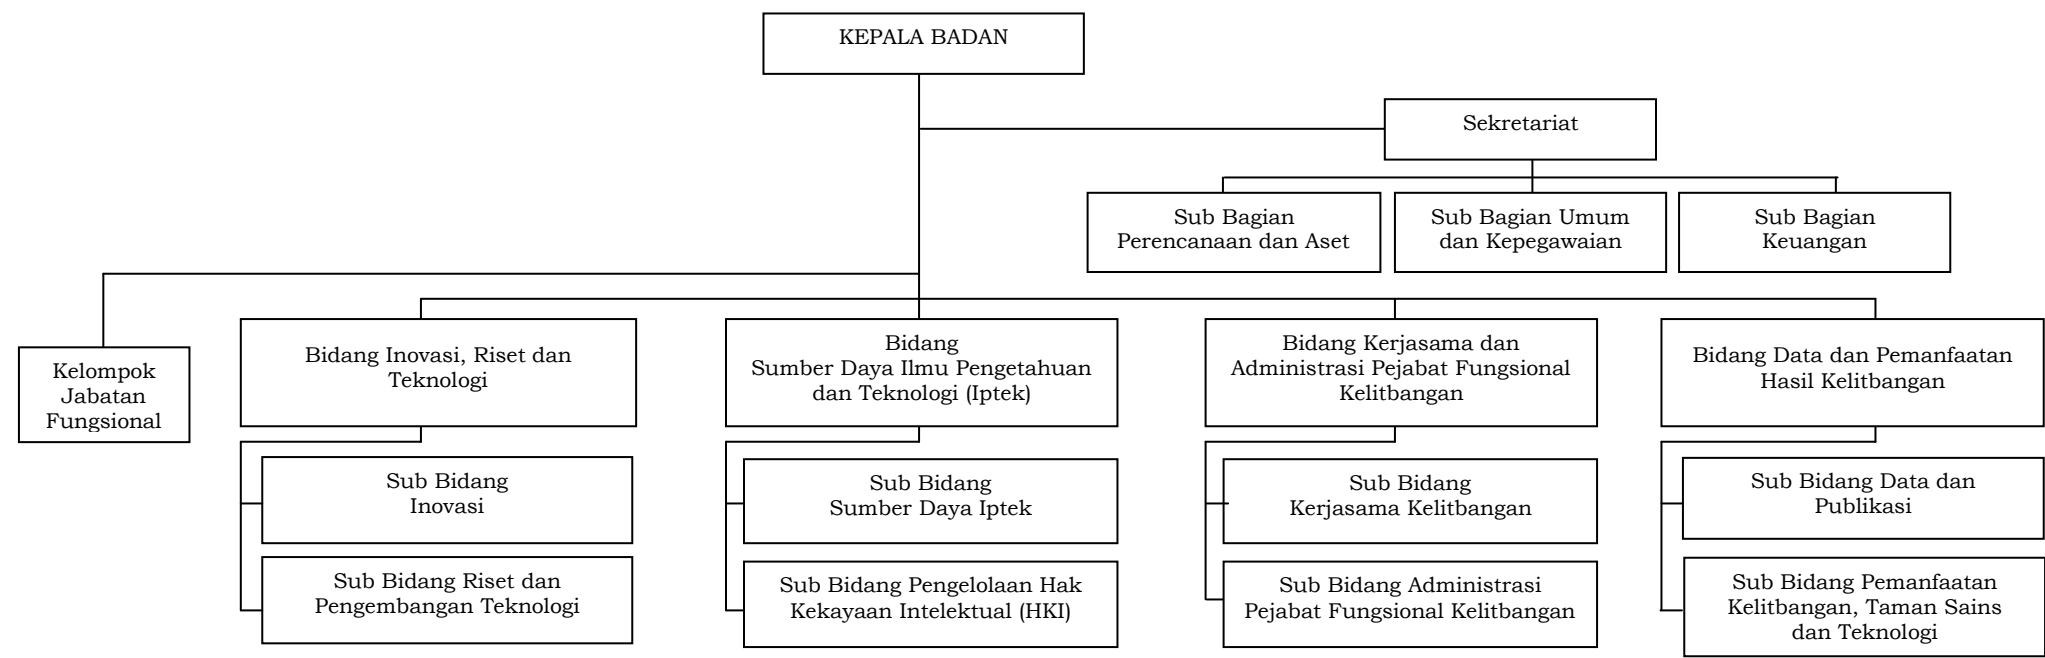 KEPALA BADAN
Sekretariat
Sub Bagian
Perencanaan dan Aset
Sub Bagian Umum
dan Kepegawaian
Sub Bagian
Keuangan
Kelompok
Jabatan
Fungsional
Bidang Inovasi, Riset dan
Teknologi
Bidang
Sumber Daya Ilmu Pengetahuan
dan Teknologi (Iptek)
Bidang Kerjasama dan
Administrasi Pejabat Fungsional
Kelitbangan
Bidang Data dan Pemanfaatan
Hasil Kelitbangan
Sub Bidang
Inovasi
Sub Bidang
Sumber Daya Iptek
Sub Bidang
Kerjasama Kelitbangan
Sub Bidang Data dan
Publikasi
Sub Bidang Riset dan
Pengembangan Teknologi
Sub Bidang Pengelolaan Hak
Kekayaan Intelektual (HKI)
Sub Bidang Administrasi
Pejabat Fungsional Kelitbangan
Sub Bidang Pemanfaatan
Kelitbangan, Taman Sains
dan Teknologi